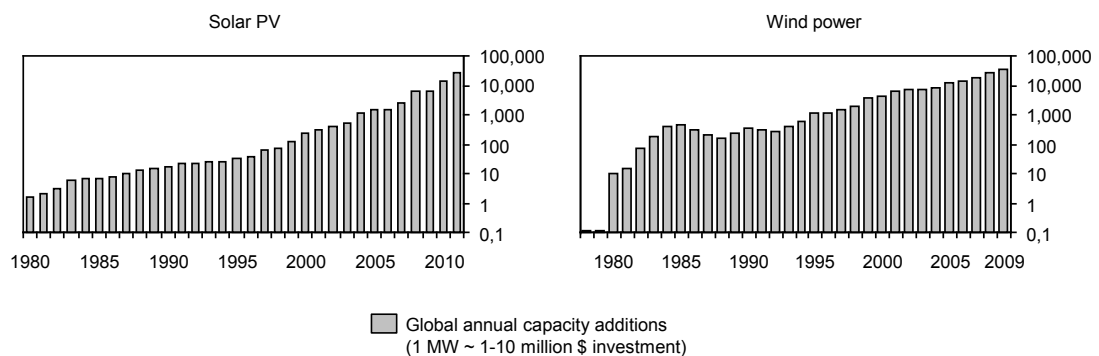 Solar PV
100,000
10,000
1,000
100
10
1
0,1
1980 1985 1990 1995 2000 2005 2010
Wind power
100,000
10,000
1,000
100
10
1
0,1
1980 1985 1990 1995 2000 2005 2009
Global annual capacity additions
(1 MW ~ 1-10 million $ investment)